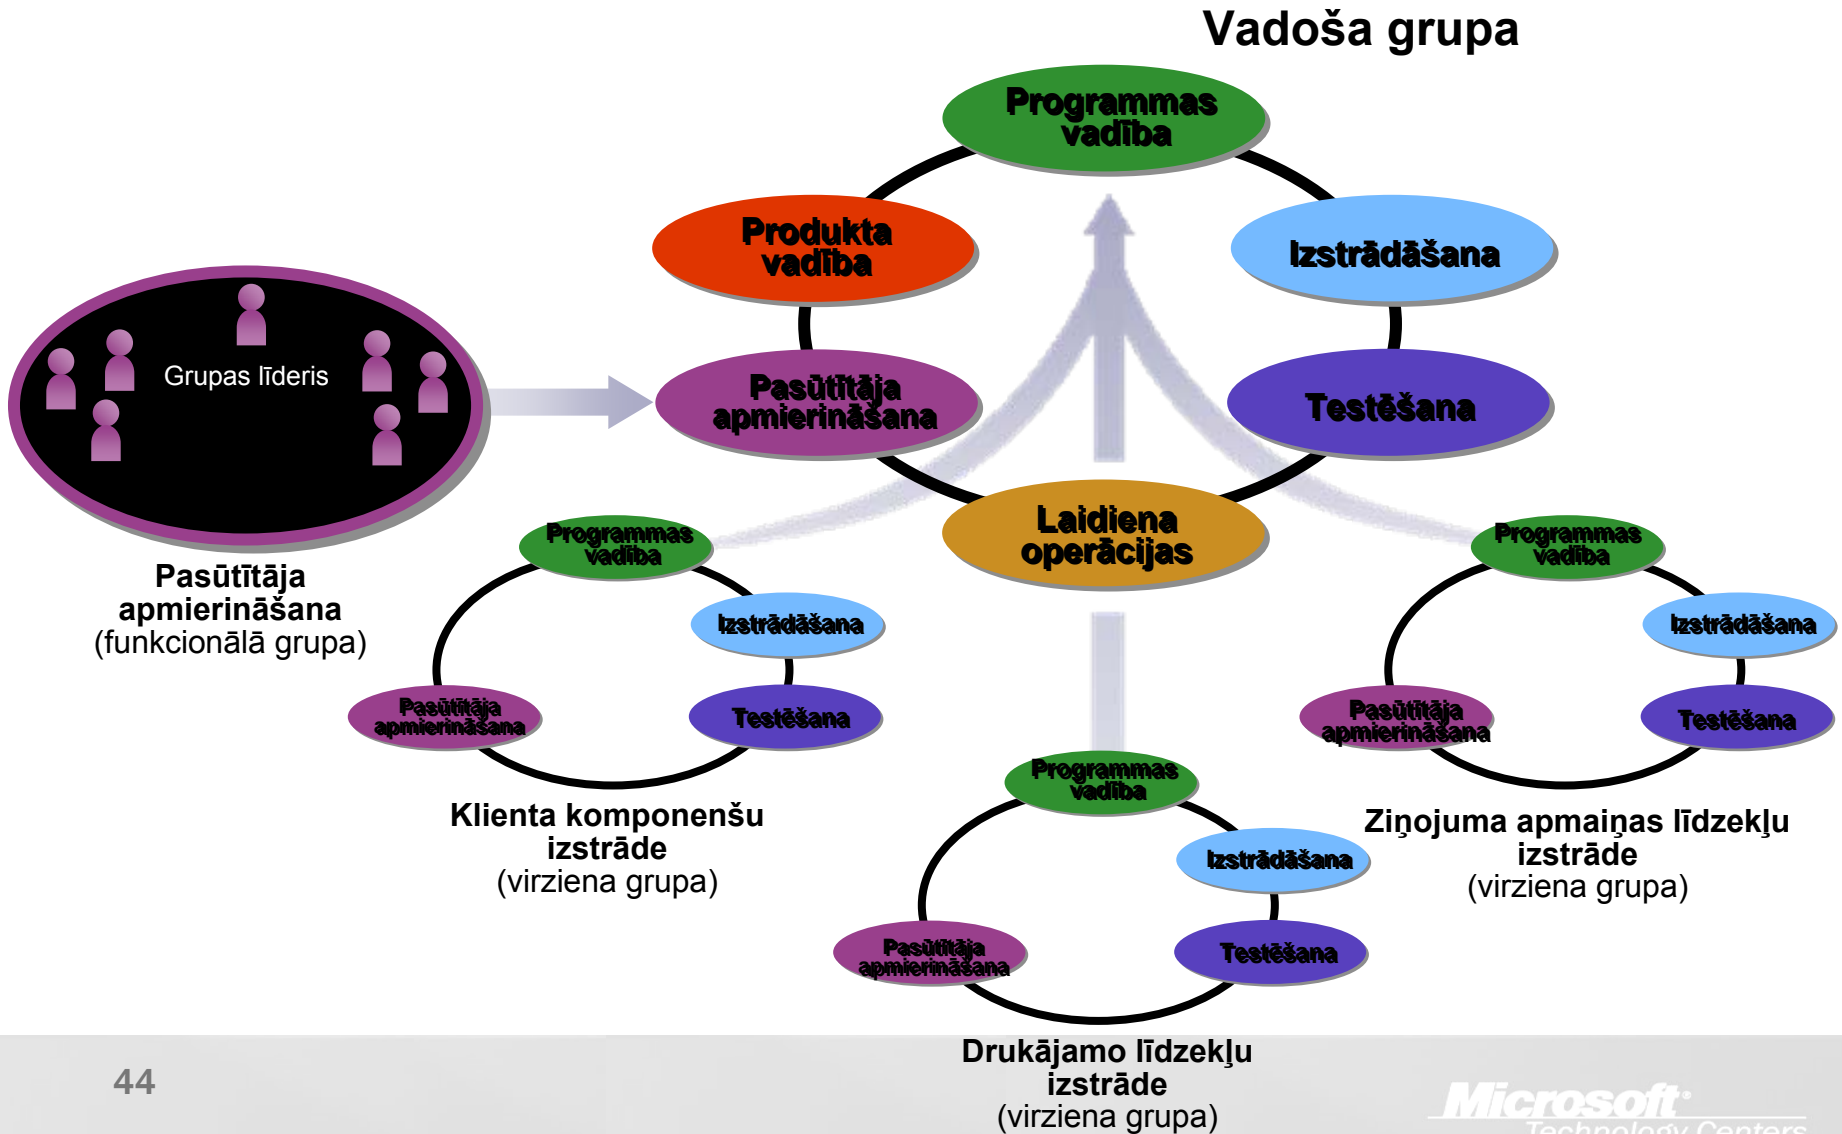 Vadoša grupa
Programmas
vadība
Produkta
vadība
Izstrādāšana
Grupas līderis
Pasūtītāja
apmierināšana
Testēšana
Laidiena
operācijas
Pasūtītāja
apmierināšana
(funkcionālā grupa)
Programmas
vadība
Izstrādāšana
Pasūtītāja
apmierināšana
Testēšana
Klienta komponenšu
izstrāde
(virziena grupa)
Programmas
vadība
Izstrādāšana
Pasūtītāja
apmierināšana
Testēšana
Drukājamo līdzekļu
izstrāde
(virziena grupa)
Programmas
vadība
Izstrādāšana
Pasūtītāja
apmierināšana
Testēšana
Ziņojuma apmaiņas līdzekļu
izstrāde
(virziena grupa)
44
Microsoft®
Technology Centers